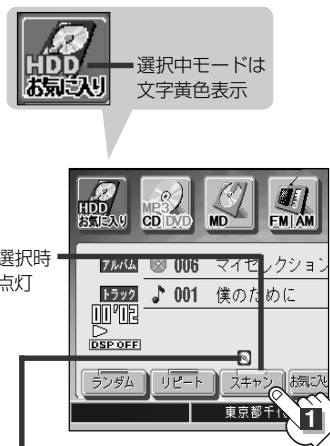 HDD
お気に入り
選択中モードは
文字黄色表示
HDD
お気に入り
MP3
CD DVD
MD
FM AM
選択時
点灯
アルバム 006 マイセレクション
トラック 001 僕のために
00'02
DSP OFF
ランダム リピート スキャン お気に入
東京都千代
1